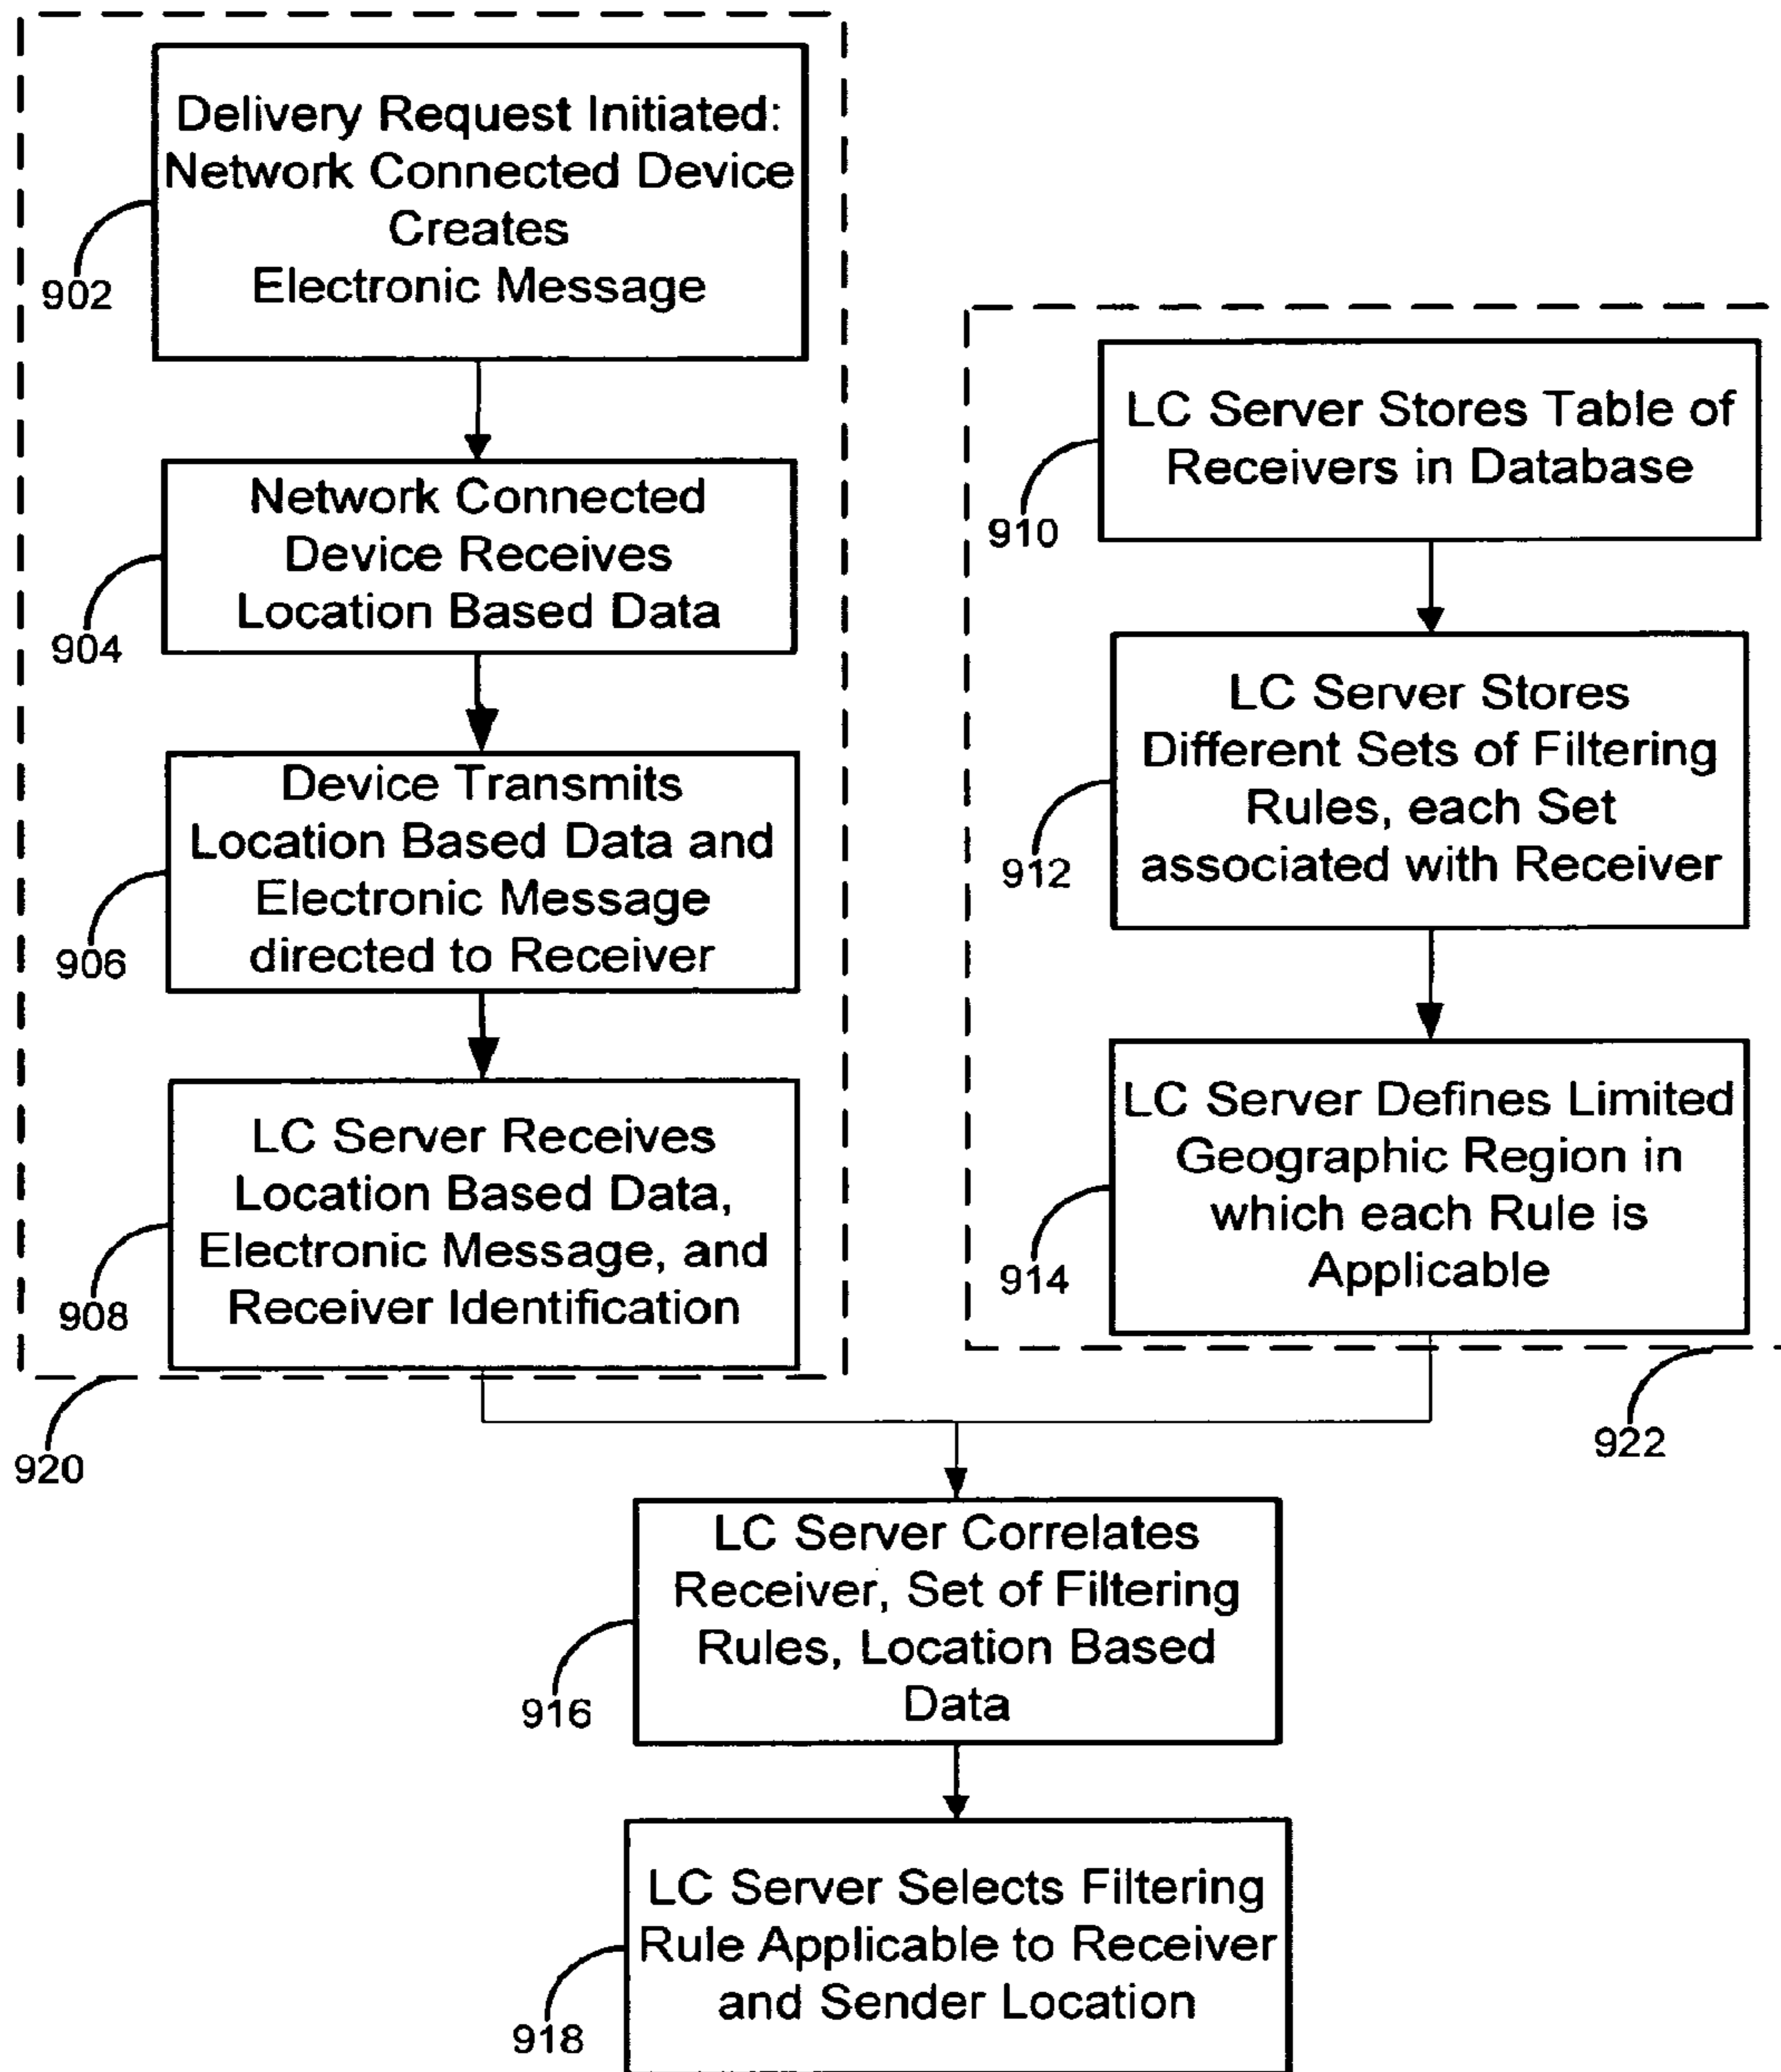 Delivery Request Initiated:
Network Connected Device
Creates
Electronic Message
902
Network Connected
Device Receives
Location Based Data
904
Device Transmits
Location Based Data and
Electronic Message
directed to Receiver
906
LC Server Receives
Location Based Data,
Electronic Message, and
Receiver Identification
908
920
LC Server Stores Table of
Receivers in Database
910
LC Server Stores
Different Sets of Filtering
Rules, each Set
associated with Receiver
912
LC Server Defines Limited
Geographic Region in
which each Rule is
Applicable
914
922
LC Server Correlates
Receiver, Set of Filtering
Rules, Location Based
Data
916
LC Server Selects Filtering
Rule Applicable to Receiver
and Sender Location
918